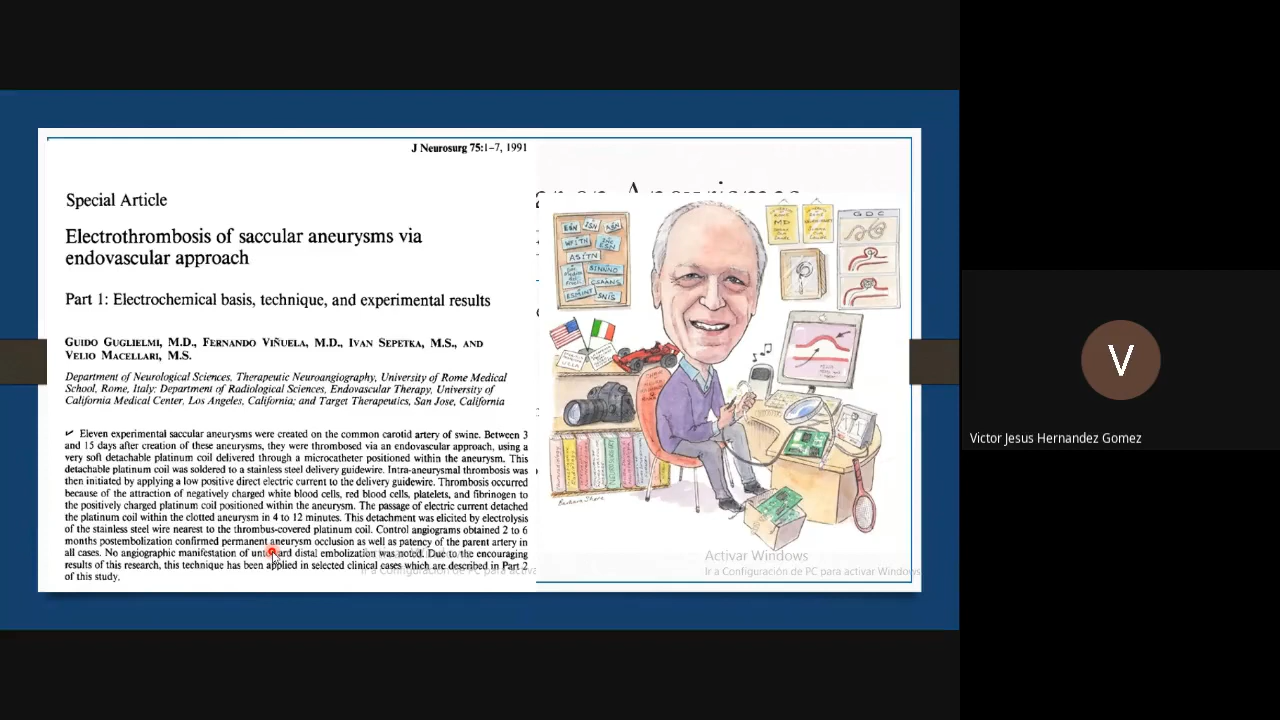 J Neurosurg 75:1–7, 1991
Special Article
Electrothrombosis of saccular aneurysms via
endovascular approach
Part 1: Electrochemical basis, technique, and experimental results
GUIDO GUGLIELMI, M.D., FERNANDO VIÑUELA, M.D., IVAN SEPETKA, M.S., AND
VELIO MACELLARI, M.S.
Department of Neurological Sciences, Therapeutic Neuroangiography, University of Rome Medical
School, Rome, Italy; Department of Radiological Sciences, Endovascular Therapy, University of
California Medical Center, Los Angeles, California; and Target Therapeutics, San Jose, California
✓ Eleven experimental saccular aneurysms were created on the common carotid artery of swine. Between 3
and 15 days after creation of these aneurysms, they were thrombosed via an endovascular approach, using a
very soft detachable platinum coil delivered through a microcatheter positioned within the aneurysm. This
detachable platinum coil was soldered to a stainless steel delivery guidewire. Intra-aneurysmal thrombosis was
then initiated by applying a low positive direct electric current to the delivery guidewire. Thrombosis occurred
because of the attraction of negatively charged white blood cells, red blood cells, platelets, and fibrinogen to
the positively charged platinum coil positioned within the aneurysm. The passage of electric current detached
the platinum coil within the clotted aneurysm in 4 to 12 minutes. This detachment was elicited by electrolysis
of the stainless steel wire nearest to the thrombus-covered platinum coil. Control angiograms obtained 2 to 6
months postembolization confirmed permanent aneurysm occlusion as well as patency of the parent artery in
all cases. No angiographic manifestation of untoward distal embolization was noted. Due to the encouraging
results of this research, this technique has been applied in selected clinical cases which are described in Part 2
of this study.
WFITN
ASITN
GDC
MD
Barbara Shore
Activar Windows
Ir a Configuración de PC para activar Windows
V
Victor Jesus Hernandez Gomez